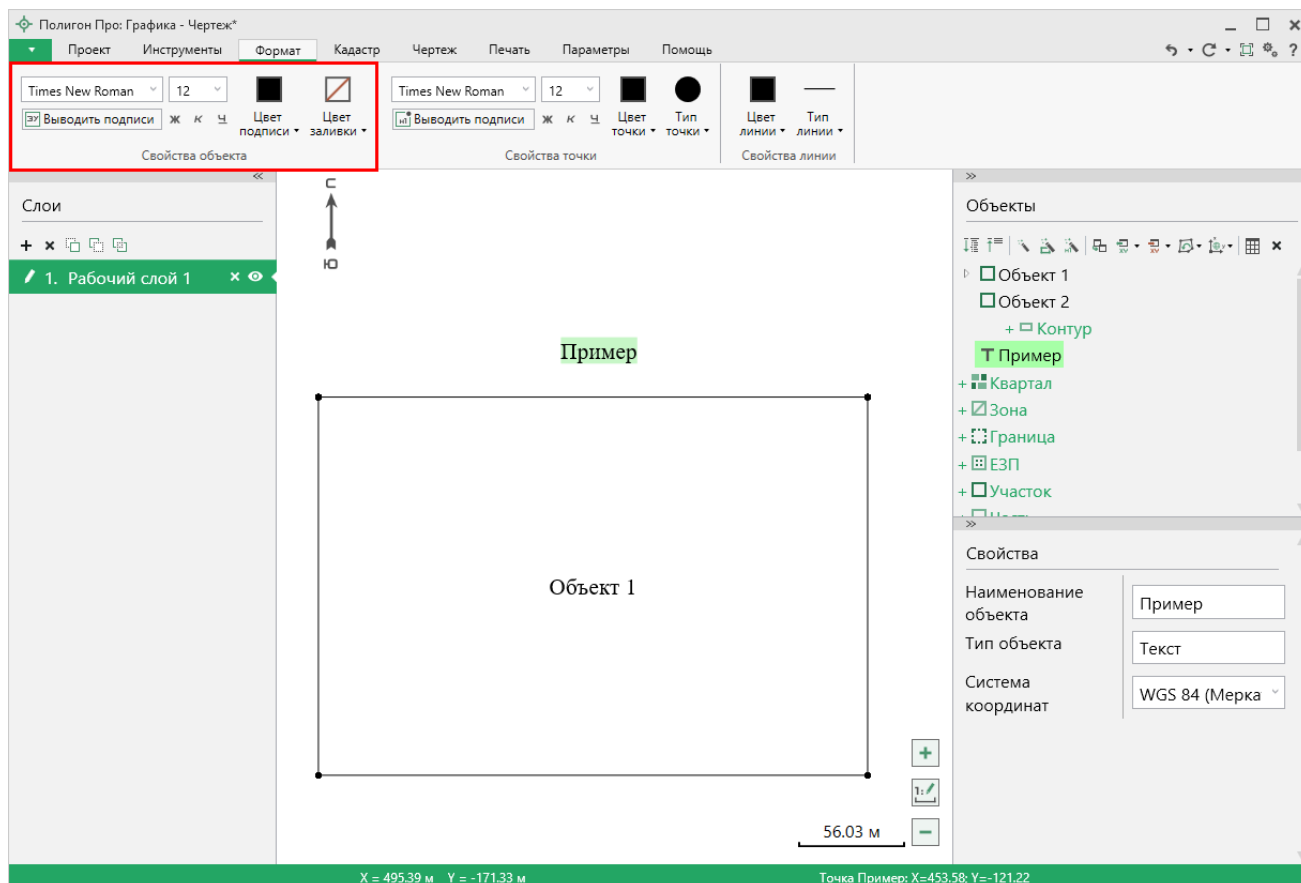 Полигон Про: Графика - Чертеж*
Проект Инструменты Формат Кадастр Чертеж Печать Параметры Помощь
?
Times New Roman 12
Выводить подписи Ж К Ч
Цвет подписи
Цвет заливки
Свойства объекта
Times New Roman 12
Выводить подписи Ж К Ч
Цвет точки
Тип точки
Свойства точки
Цвет линии
Тип линии
Свойства линии
Слои
1. Рабочий слой 1
С
Ю
Пример
Объект 1
56.03 м
Объекты
Объект 1
Объект 2
+ Контур
Пример
+ Квартал
+ Зона
+ Граница
+ ЕЗП
+ Участок
Свойства
Наименование объекта
Пример
Тип объекта
Текст
Система координат
WGS 84 (Мерка
X = 495.39 м Y = -171.33 м
Точка Пример: X=453.58; Y=-121.22